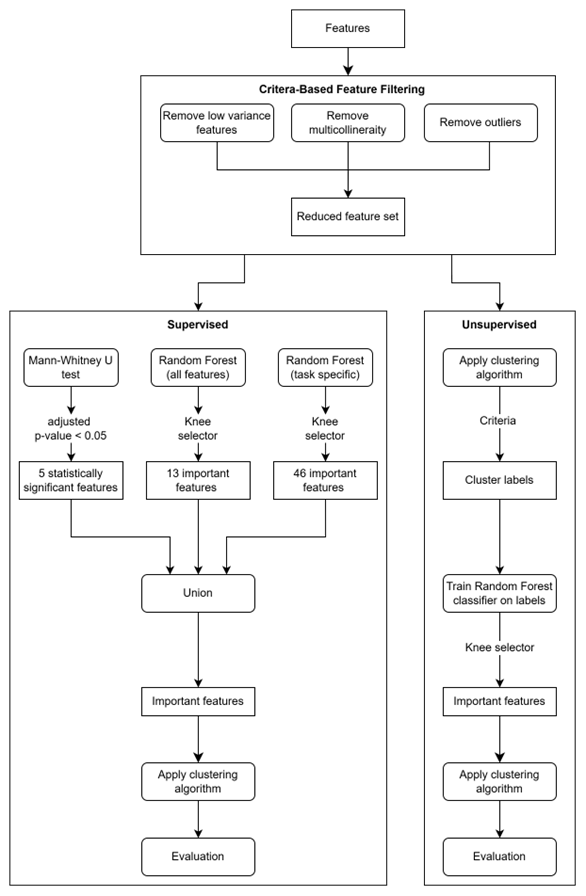 Features
Critera-Based Feature Filtering
Remove low variance
features
Remove
multicollineraity
Remove outliers
Reduced feature set
Supervised
Mann-Whitney U
test
Random Forest
(all features)
Random Forest
(task specific)
adjusted
p-value < 0.05
Knee
selector
Knee
selector
5 statistically
significant features
13 important
features
46 important
features
Union
Important features
Apply clustering
algorithm
Evaluation
Unsupervised
Apply clustering
algorithm
Criteria
Cluster labels
Train Random Forest
classifier on labels
Knee selector
Important features
Apply clustering
algorithm
Evaluation